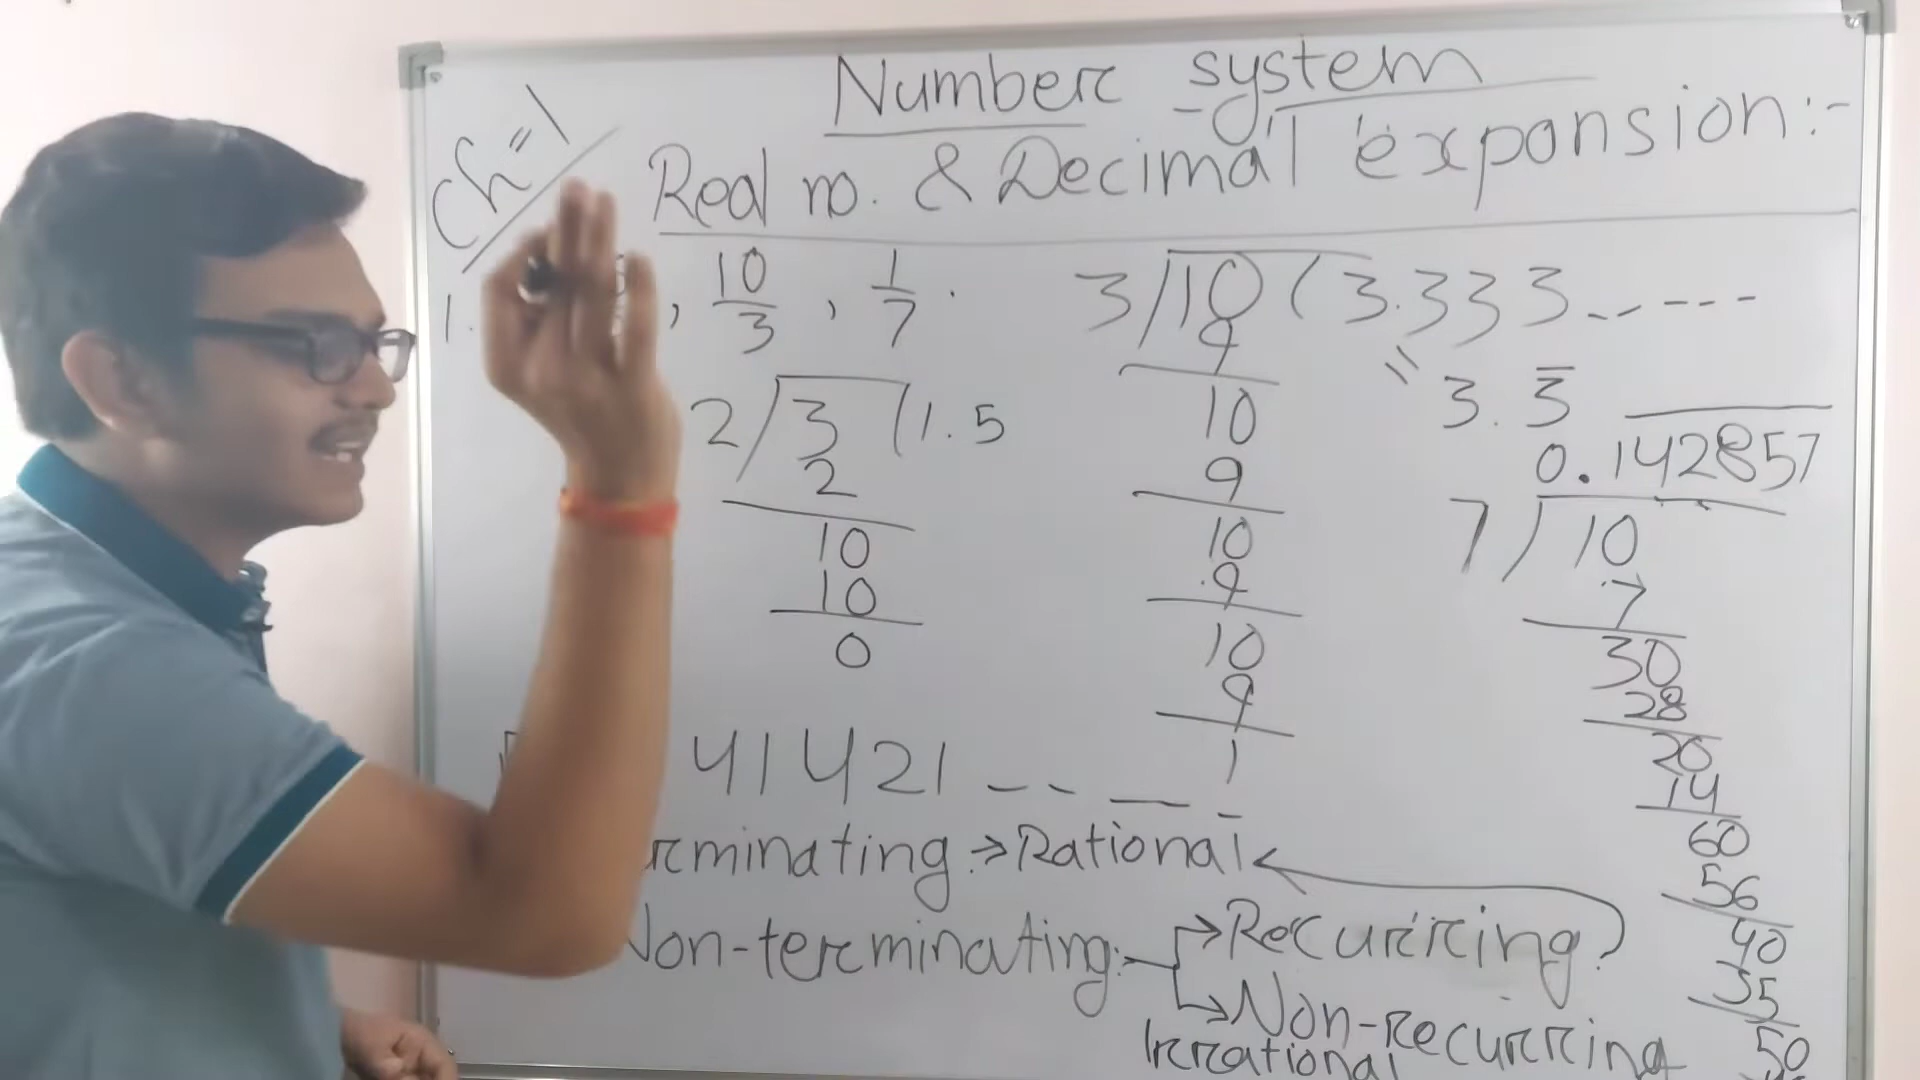 Number system
Ch=1
Real no. & Decimal expansion:-
1. , 10/3 , 1/7 .
3 10 ( 3.333 -----
9
10
9
10
9
10
9
1
= 3.3̅
2 3 ( 1.5
2
10
10
0
0.142857
7 10
7
30
28
20
14
60
56
40
35
50
41421 -----
rminating :→ Rational
Non-terminating: → Recurring
→ Non-recurring
Irrational